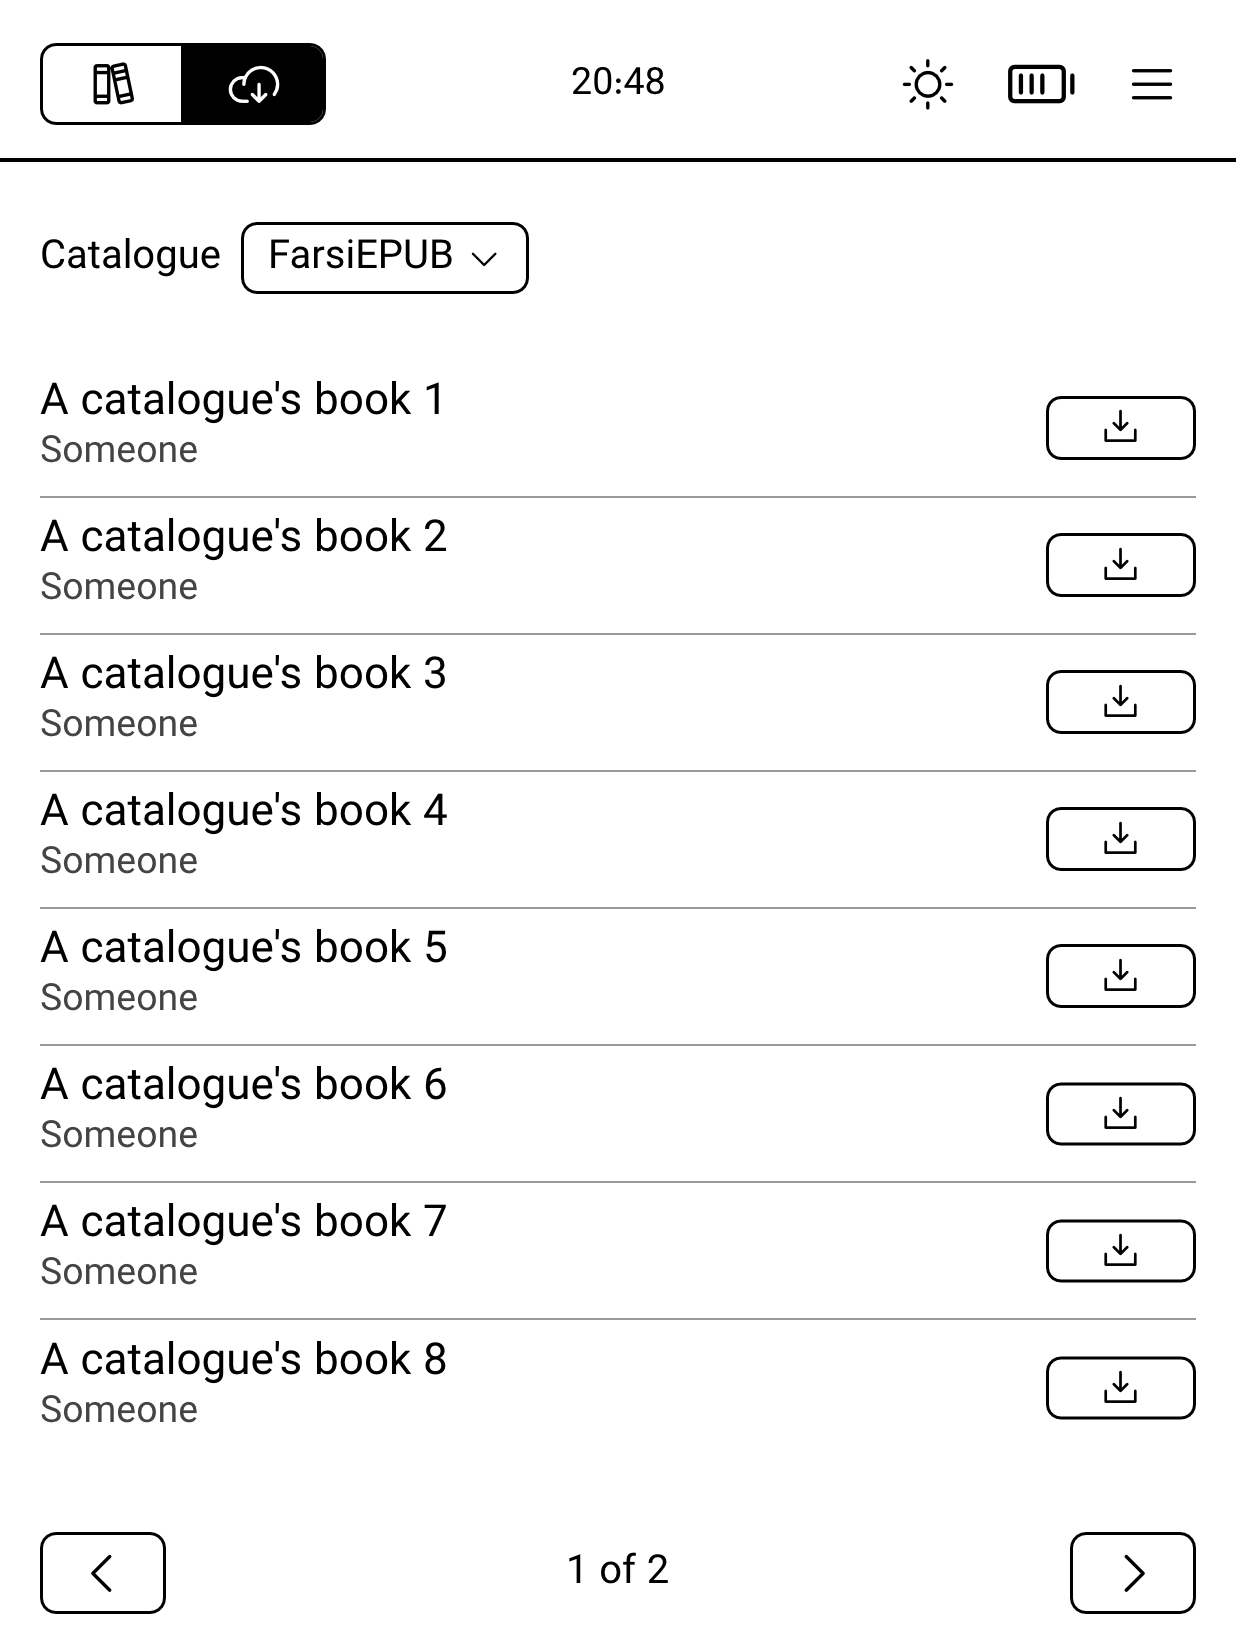 20:48
Catalogue FarsiEPUB
A catalogue's book 1
Someone
A catalogue's book 2
Someone
A catalogue's book 3
Someone
A catalogue's book 4
Someone
A catalogue's book 5
Someone
A catalogue's book 6
Someone
A catalogue's book 7
Someone
A catalogue's book 8
Someone
1 of 2